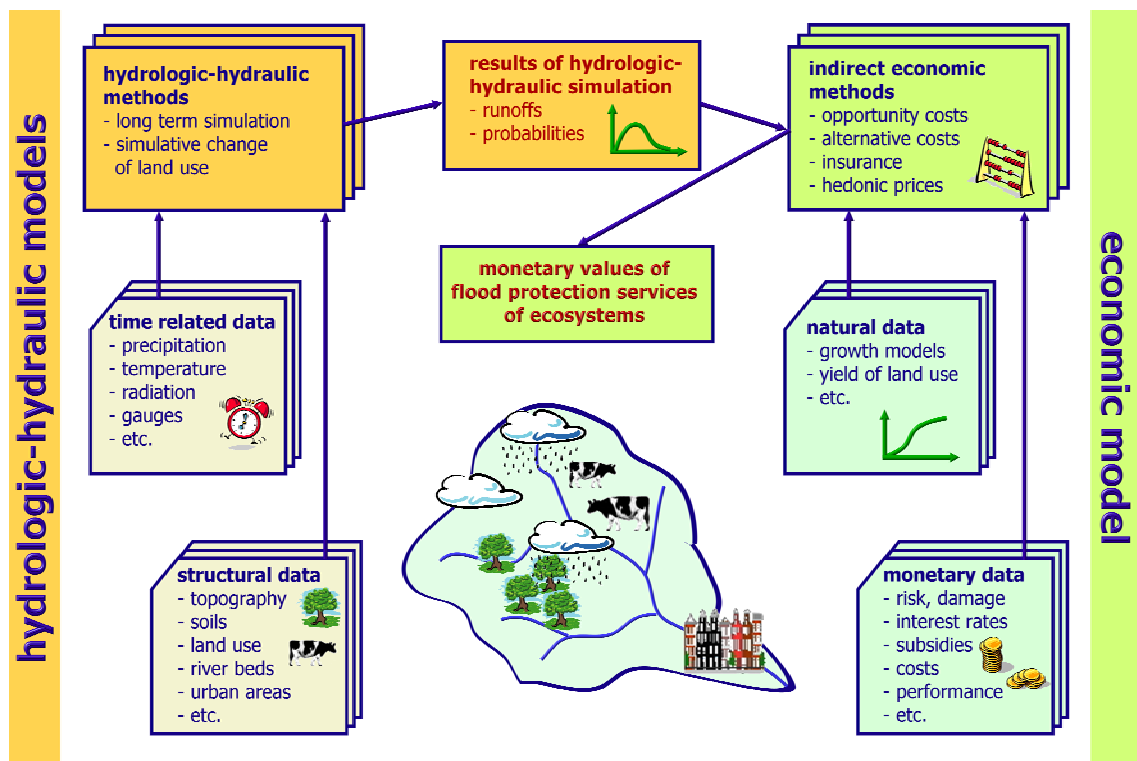 hydrologic-hydraulic models
hydrologic-hydraulic
methods
- long term simulation
- simulative change
of land use
results of hydrologic-
hydraulic simulation
- runoffs
- probabilities
indirect economic
methods
- opportunity costs
- alternative costs
- insurance
- hedonic prices
monetary values of
flood protection services
of ecosystems
time related data
- precipitation
- temperature
- radiation
- gauges
- etc.
natural data
- growth models
- yield of land use
- etc.
structural data
- topography
- soils
- land use
- river beds
- urban areas
- etc.
monetary data
- risk, damage
- interest rates
- subsidies
- costs
- performance
- etc.
economic model